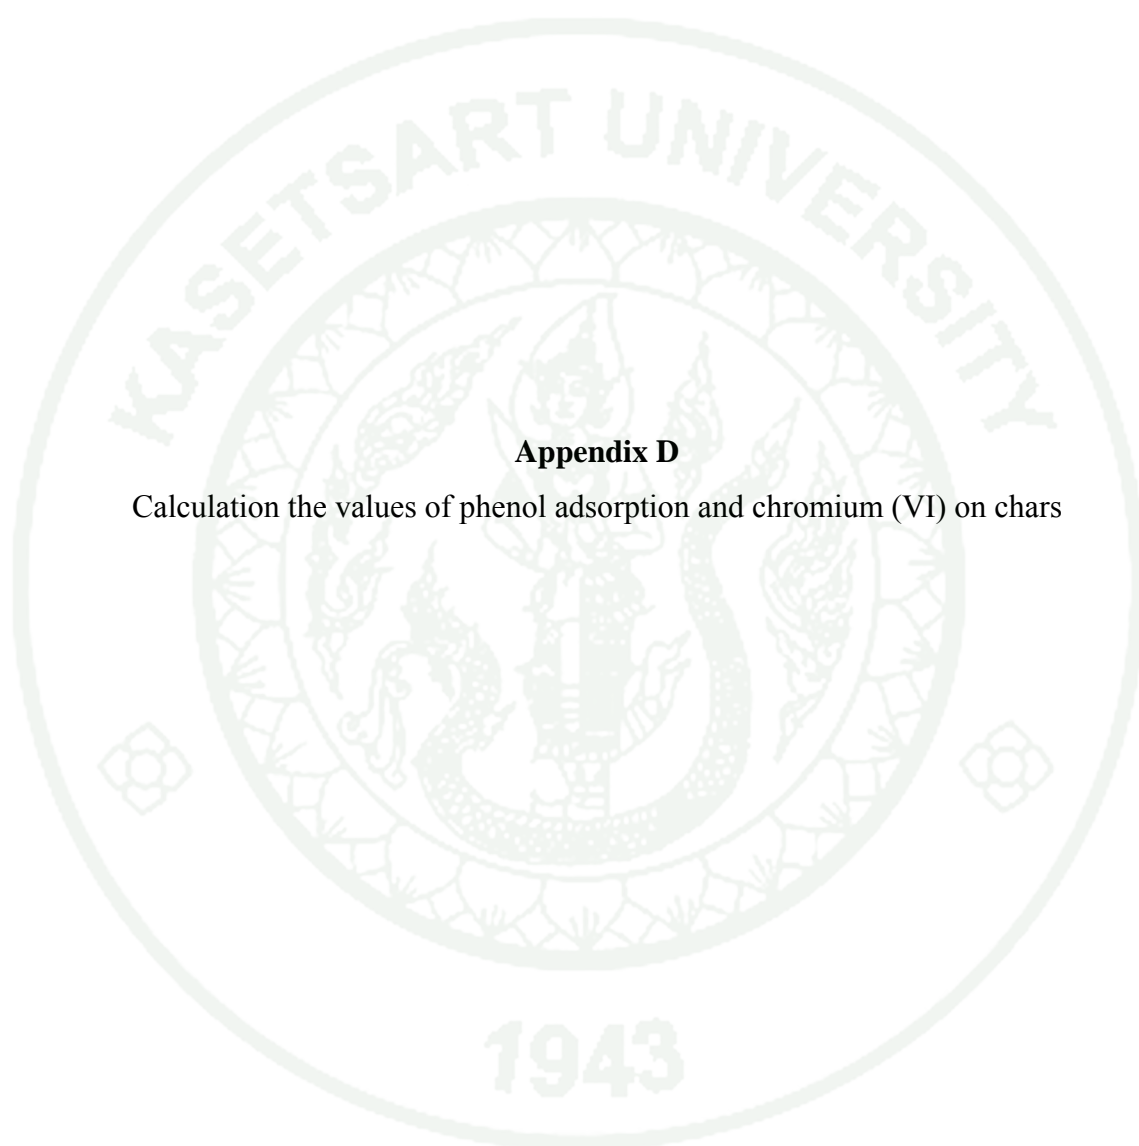 KASETSART UNIVERSITY
Appendix D
Calculation the values of phenol adsorption and chromium (VI) on chars
1943